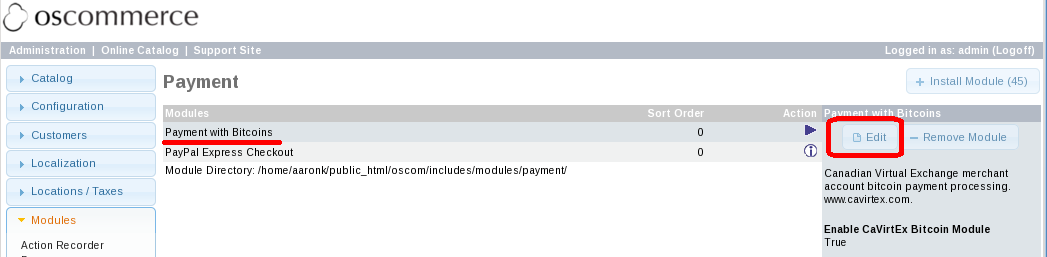 oscommerce
Administration | Online Catalog | Support Site
Logged in as: admin (Logoff)
Catalog
Configuration
Customers
Localization
Locations / Taxes
Modules
Action Recorder
Payment
+ Install Module (45)
Modules Sort Order Action
Payment with Bitcoins 0
PayPal Express Checkout 0
Module Directory: /home/aaronk/public_html/oscom/includes/modules/payment/
Payment with Bitcoins
Edit
Remove Module
Canadian Virtual Exchange merchant
account bitcoin payment processing.
www.cavirtex.com.
Enable CaVirtEx Bitcoin Module
True